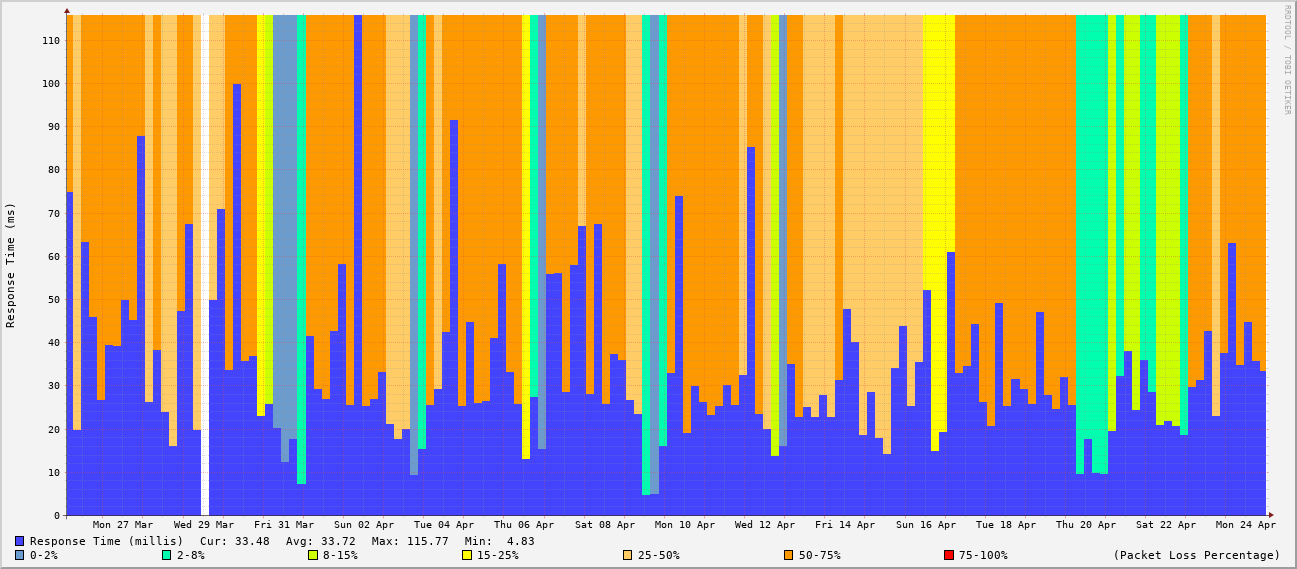 RRDTOOL / TOBI OETIKER
Response Time (ms)
110
100
90
80
70
60
50
40
30
20
10
0
Mon 27 Mar Wed 29 Mar Fri 31 Mar Sun 02 Apr Tue 04 Apr Thu 06 Apr Sat 08 Apr Mon 10 Apr Wed 12 Apr Fri 14 Apr Sun 16 Apr Tue 18 Apr Thu 20 Apr Sat 22 Apr Mon 24 Apr
Response Time (millis) Cur: 33.48 Avg: 33.72 Max: 115.77 Min: 4.83
0-2% 2-8% 8-15% 15-25% 25-50% 50-75% 75-100% (Packet Loss Percentage)